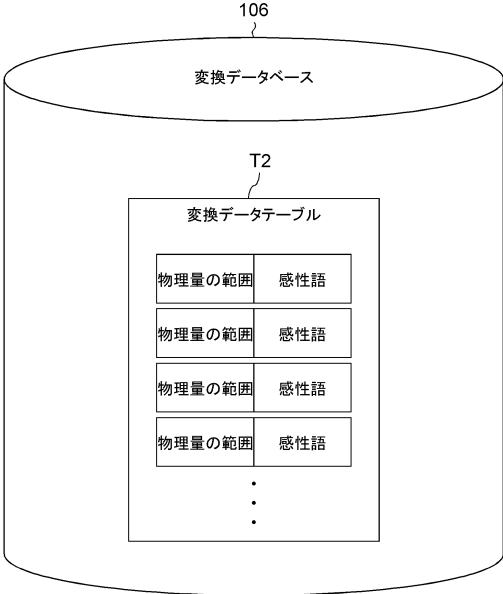 106
変換データベース
T2
変換データテーブル
物理量の範囲 感性語
物理量の範囲 感性語
物理量の範囲 感性語
物理量の範囲 感性語